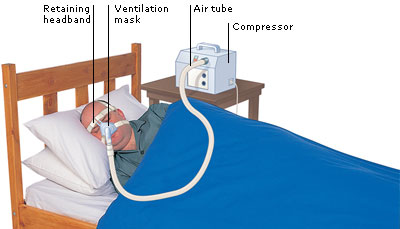 Retaining
headband
Ventilation
mask
Air tube
Compressor